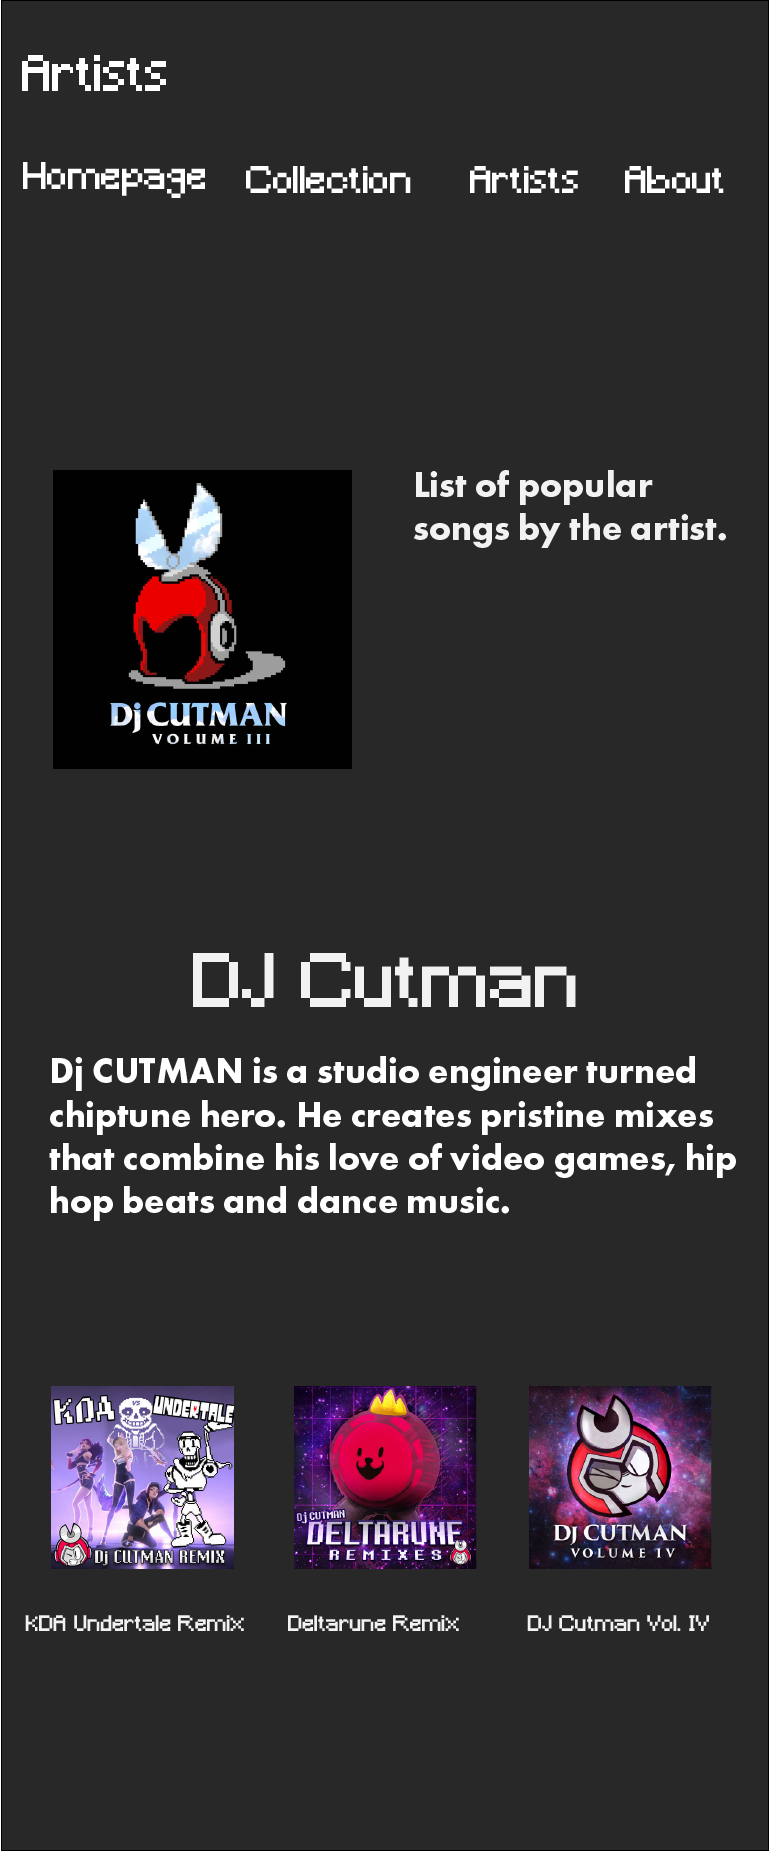 Artists
Homepage Collection Artists About
List of popular
songs by the artist.
Dj CUTMAN
VOLUME III
DJ Cutman
Dj CUTMAN is a studio engineer turned
chiptune hero. He creates pristine mixes
that combine his love of video games, hip
hop beats and dance music.
KDA VS UNDERTALE
Dj CUTMAN REMIX
Dj CUTMAN
DELTARUNE
REMIXES
DJ CUTMAN
VOLUME IV
KDA Undertale Remix
Deltarune Remix
DJ Cutman Vol. IV